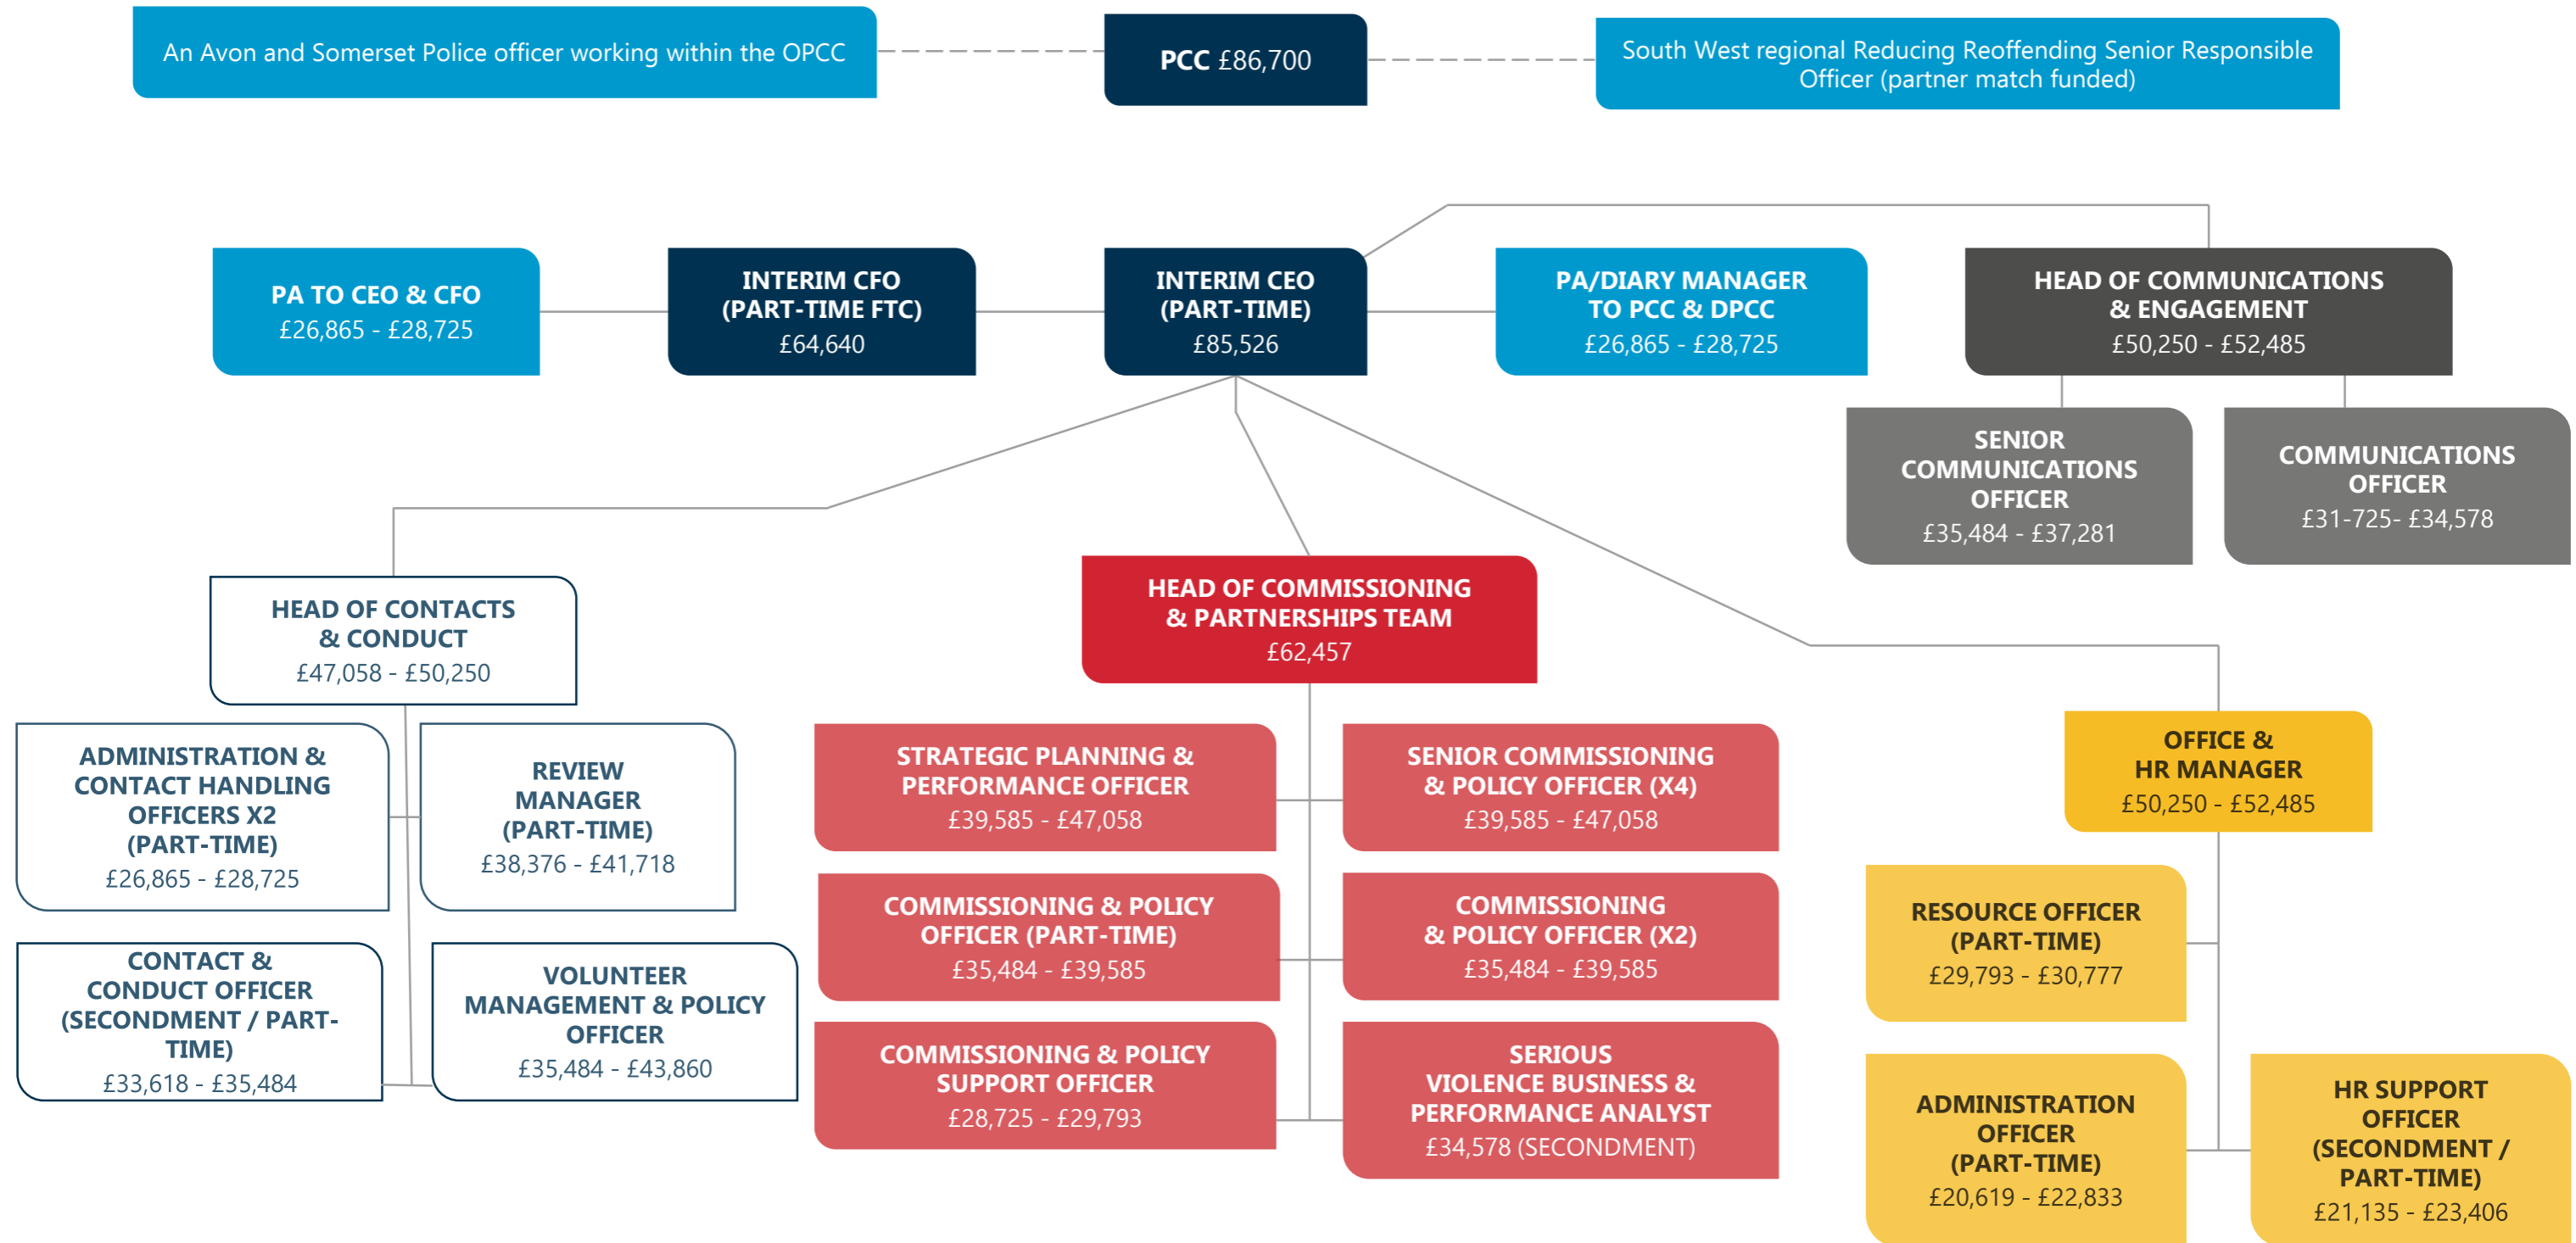 An Avon and Somerset Police officer working within the OPCC
PCC £86,700
South West regional Reducing Reoffending Senior Responsible
Officer (partner match funded)
PA TO CEO & CFO
£26,865 - £28,725
INTERIM CFO
(PART-TIME FTC)
£64,640
INTERIM CEO
(PART-TIME)
£85,526
PA/DIARY MANAGER
TO PCC & DPCC
£26,865 - £28,725
HEAD OF COMMUNICATIONS
& ENGAGEMENT
£50,250 - £52,485
SENIOR
COMMUNICATIONS
OFFICER
£35,484 - £37,281
COMMUNICATIONS
OFFICER
£31-725- £34,578
HEAD OF CONTACTS
& CONDUCT
£47,058 - £50,250
ADMINISTRATION &
CONTACT HANDLING
OFFICERS X2
(PART-TIME)
£26,865 - £28,725
REVIEW
MANAGER
(PART-TIME)
£38,376 - £41,718
CONTACT &
CONDUCT OFFICER
(SECONDMENT / PART-
TIME)
£33,618 - £35,484
VOLUNTEER
MANAGEMENT & POLICY
OFFICER
£35,484 - £43,860
HEAD OF COMMISSIONING
& PARTNERSHIPS TEAM
£62,457
STRATEGIC PLANNING &
PERFORMANCE OFFICER
£39,585 - £47,058
SENIOR COMMISSIONING
& POLICY OFFICER (X4)
£39,585 - £47,058
COMMISSIONING & POLICY
OFFICER (PART-TIME)
£35,484 - £39,585
COMMISSIONING
& POLICY OFFICER (X2)
£35,484 - £39,585
COMMISSIONING & POLICY
SUPPORT OFFICER
£28,725 - £29,793
SERIOUS
VIOLENCE BUSINESS &
PERFORMANCE ANALYST
£34,578 (SECONDMENT)
OFFICE &
HR MANAGER
£50,250 - £52,485
RESOURCE OFFICER
(PART-TIME)
£29,793 - £30,777
ADMINISTRATION
OFFICER
(PART-TIME)
£20,619 - £22,833
HR SUPPORT
OFFICER
(SECONDMENT /
PART-TIME)
£21,135 - £23,406